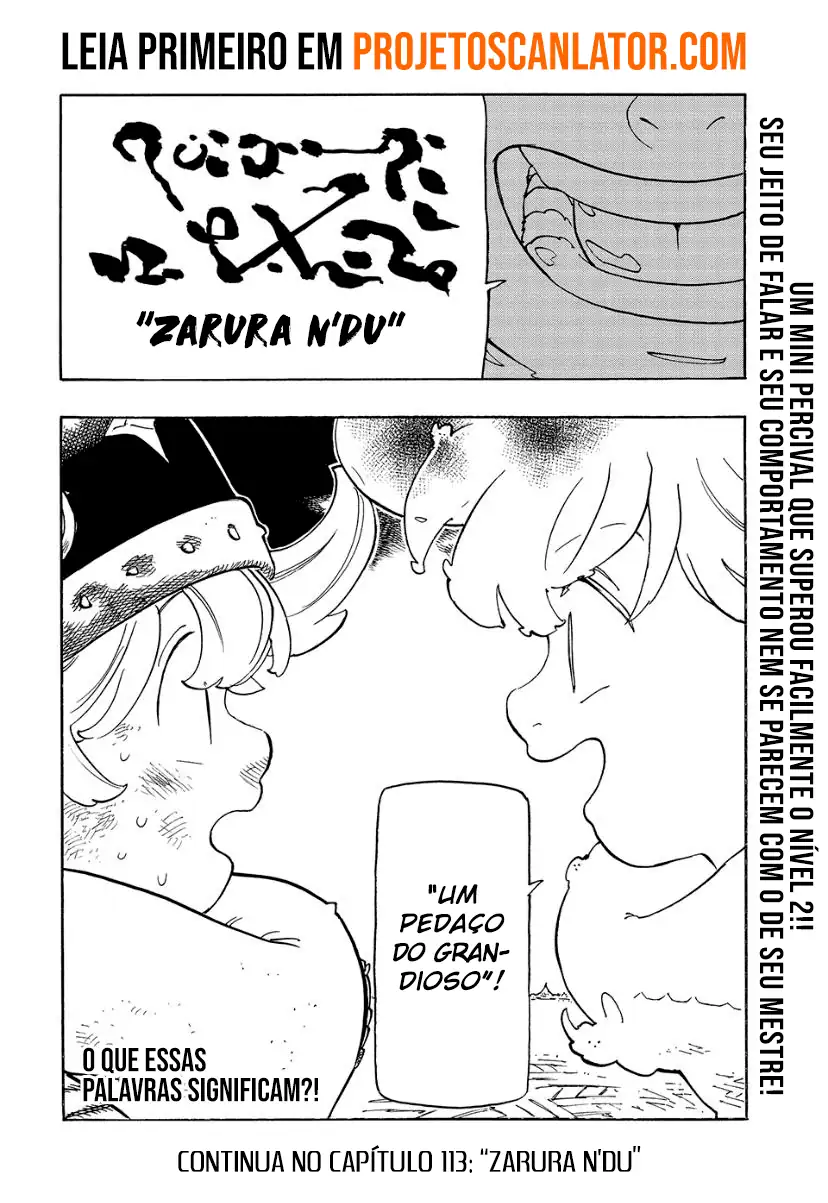 LEIA PRIMEIRO EM PROJETOSCANLATOR.COM
"ZARURA N'DU"
UM MINI PERCIVAL QUE SUPEROU FACILMENTE O NÍVEL 2!!
SEU JEITO DE FALAR E SEU COMPORTAMENTO NEM SE PARECEM COM O DE SEU MESTRE!
"UM
PEDAÇO
DO GRAN-
DIOSO"!
O QUE ESSAS
PALAVRAS SIGNIFICAM?!
CONTINUA NO CAPÍTULO 113: "ZARURA N'DU"